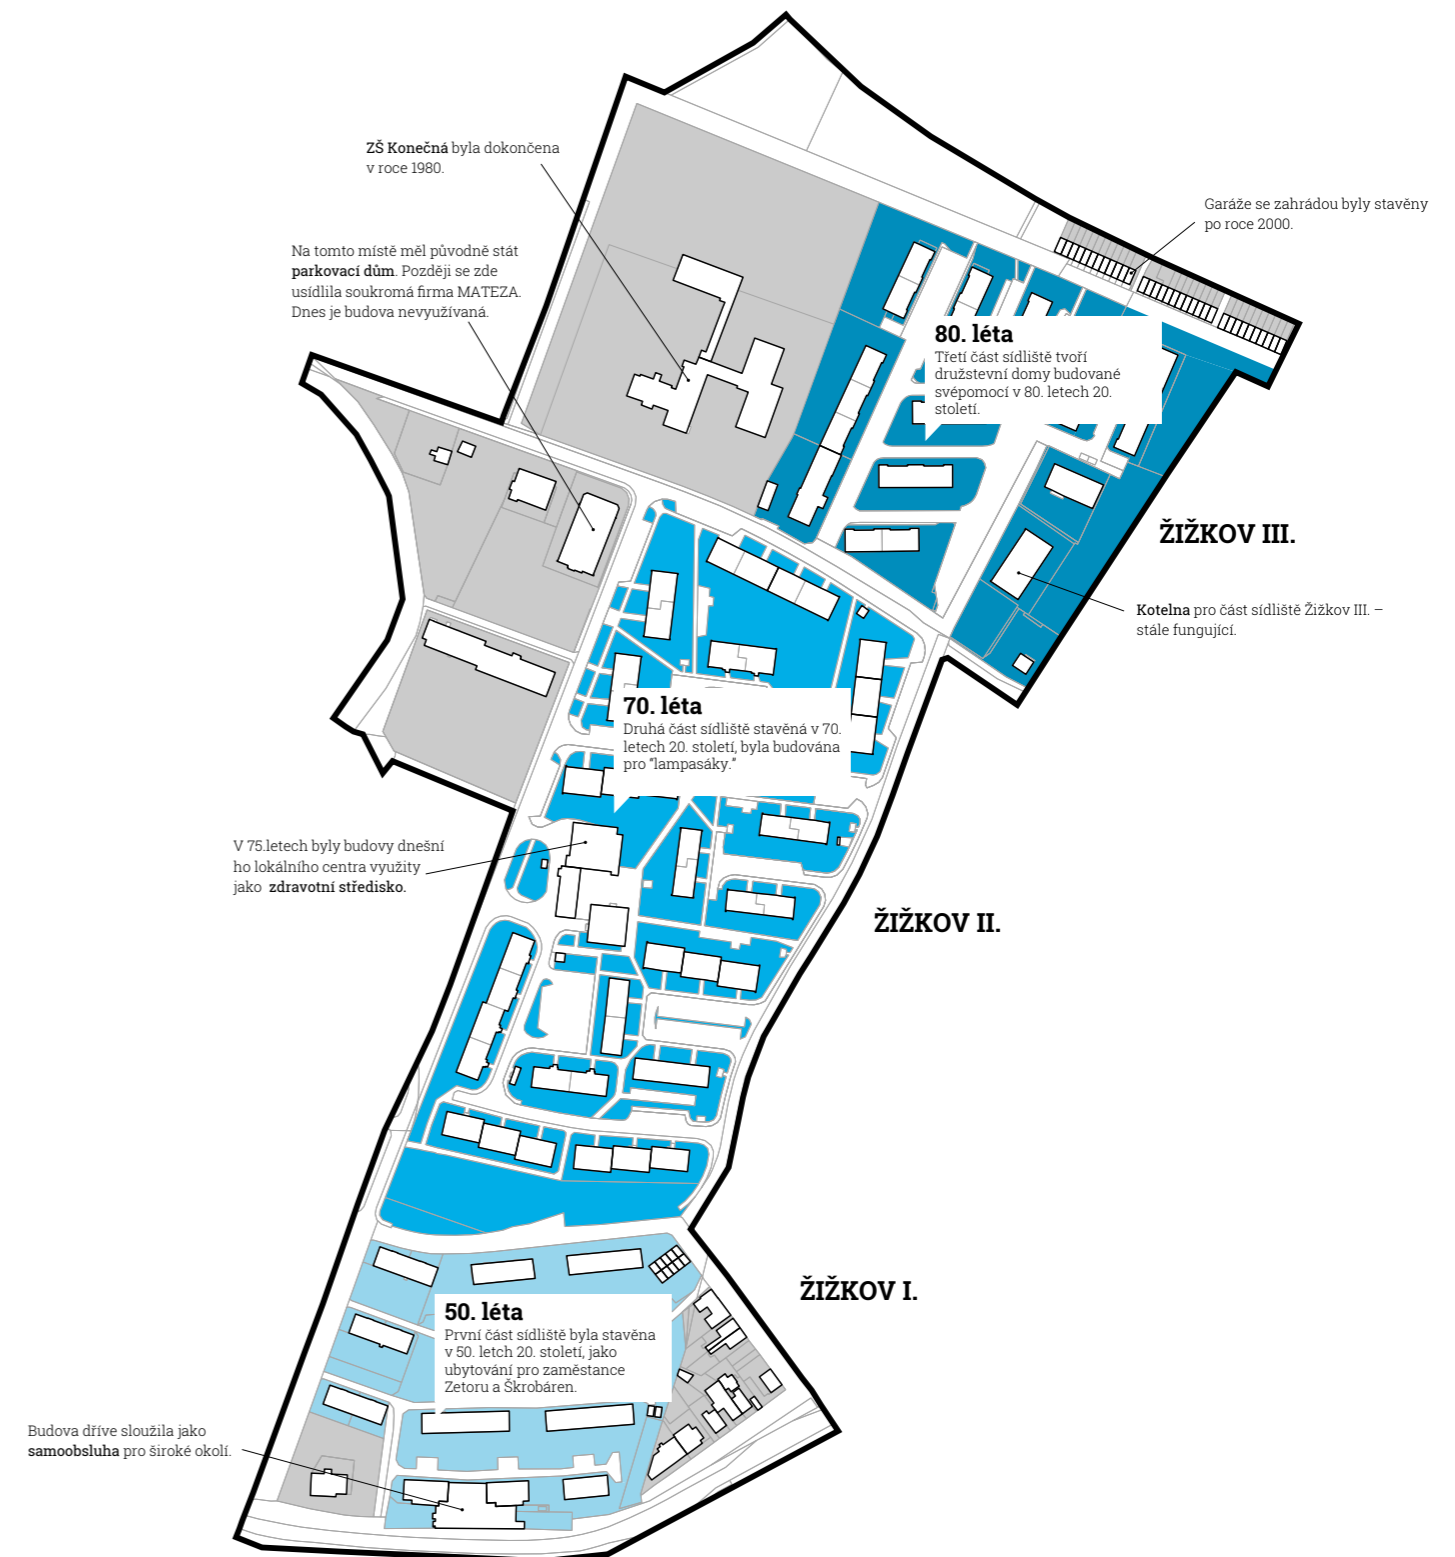 ZŠ Konečná byla dokončena
v roce 1980.
Garáže se zahrádou byly stavěny
po roce 2000.
Na tomto místě měl původně stát
parkovací dům. Později se zde
usídlila soukromá firma MATEZA.
Dnes je budova nevyužívaná.
80. léta
Třetí část sídliště tvoří
družstevní domy budované
svépomocí v 80. letech 20.
století.
ŽIŽKOV III.
Kotelna pro část sídliště Žižkov III. –
stále fungující.
70. léta
Druhá část sídliště stavěná v 70.
letech 20. století, byla budována
pro "lampasáky."
V 75.letech byly budovy dnešní
ho lokálního centra využity
jako zdravotní středisko.
ŽIŽKOV II.
ŽIŽKOV I.
50. léta
První část sídliště byla stavěna
v 50. letch 20. století, jako
ubytování pro zaměstance
Zetoru a Škrobáren.
Budova dříve sloužila jako
samoobsluha pro široké okolí.